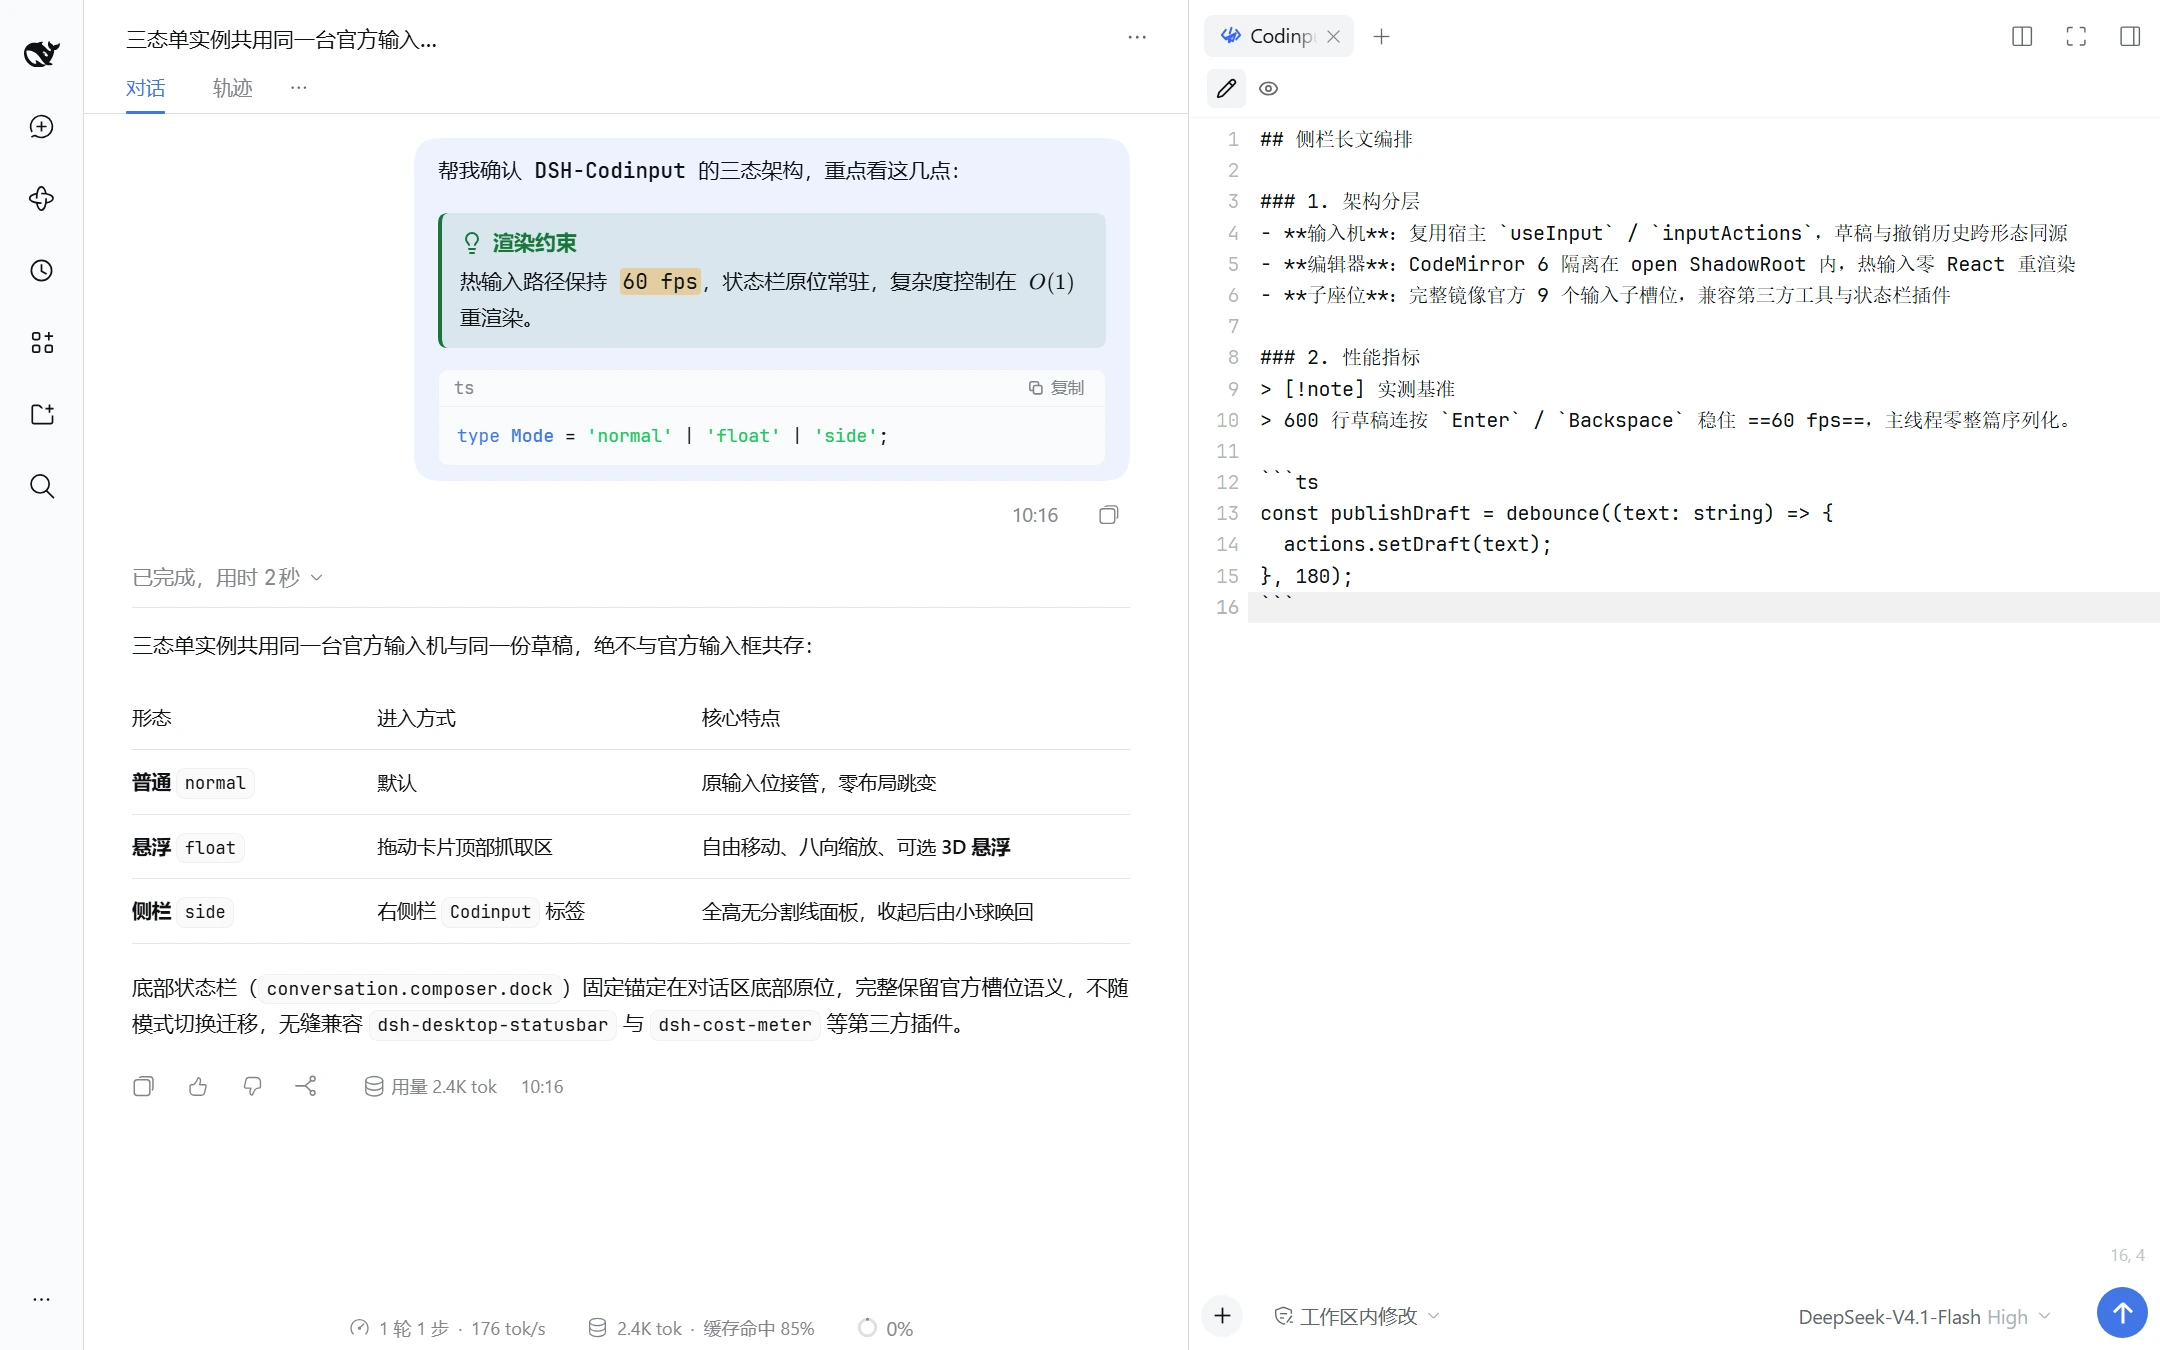 三态单实例共用同一台官方输入...
对话
轨迹
帮我确认 DSH-Codinput 的三态架构，重点看这几点：
渲染约束
热输入路径保持 60 fps，状态栏原位常驻，复杂度控制在 O(1)
重渲染。
ts
复制
type Mode = 'normal' | 'float' | 'side';
10:16
已完成，用时 2秒
三态单实例共用同一台官方输入机与同一份草稿，绝不与官方输入框共存：
形态 进入方式 核心特点
普通 normal 默认 原输入位接管，零布局跳变
悬浮 float 拖动卡片顶部抓取区 自由移动、八向缩放、可选 3D 悬浮
侧栏 side 右侧栏 Codinput 标签 全高无分割线面板，收起后由小球唤回
底部状态栏（conversation.composer.dock）固定锚定在对话区底部原位，完整保留官方槽位语义，不随
模式切换迁移，无缝兼容 dsh-desktop-statusbar 与 dsh-cost-meter 等第三方插件。
用量 2.4K tok 10:16
1 轮 1 步 · 176 tok/s 2.4K tok · 缓存命中 85% 0%
Codinp
1 ## 侧栏长文编排
2
3 ### 1. 架构分层
4 - **输入机**：复用宿主 `useInput` / `inputActions`，草稿与撤销历史跨形态同源
5 - **编辑器**：CodeMirror 6 隔离在 open ShadowRoot 内，热输入零 React 重渲染
6 - **子座位**：完整镜像官方 9 个输入子槽位，兼容第三方工具与状态栏插件
7
8 ### 2. 性能指标
9 > [!note] 实测基准
10 > 600 行草稿连按 `Enter` / `Backspace` 稳住 ==60 fps==，主线程零整篇序列化。
11
12 ```ts
13 const publishDraft = debounce((text: string) => {
14   actions.setDraft(text);
15 }, 180);
16 ```
16, 4
工作区内修改
DeepSeek-V4.1-Flash High